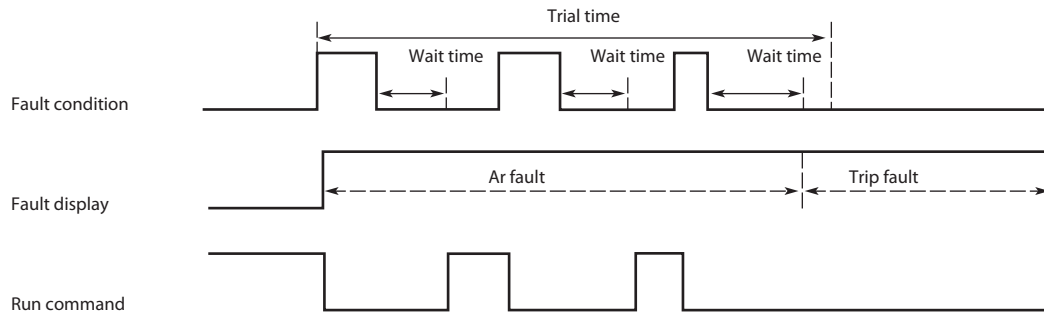 Trial time
Wait time Wait time Wait time
Fault condition
Ar fault Trip fault
Fault display
Run command